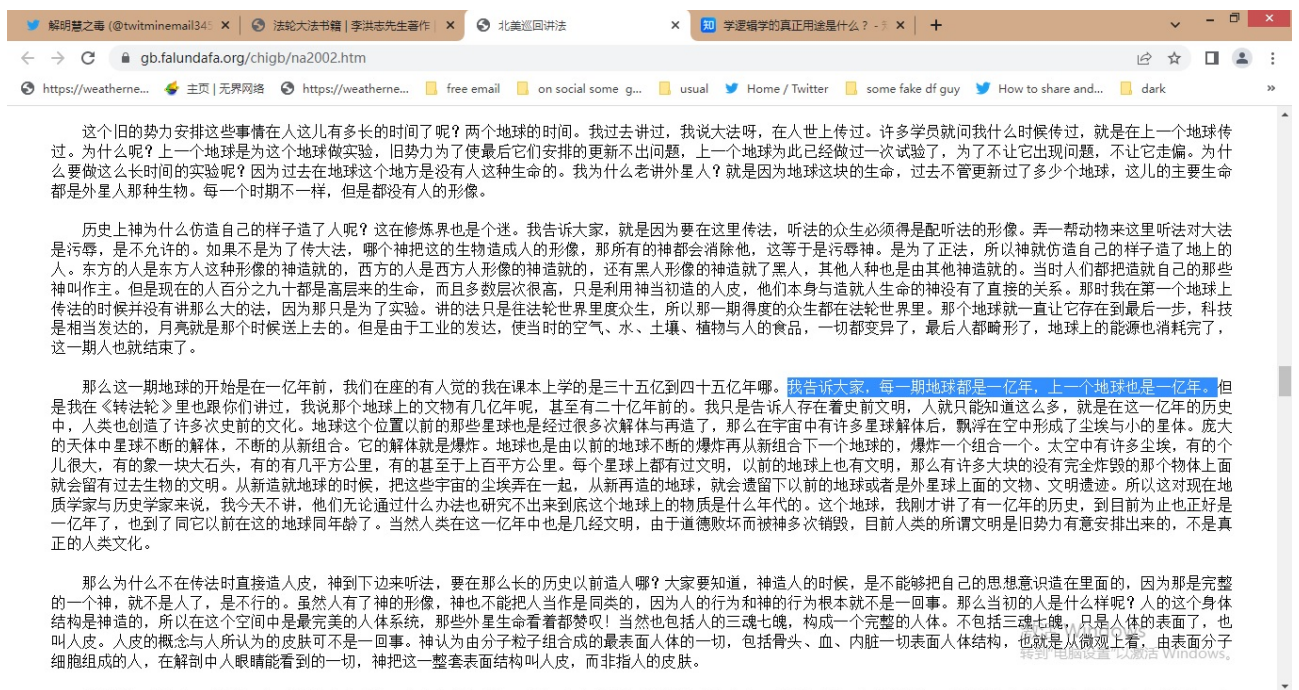 解明慧之毒 (@twitminemail345
法轮大法书籍 | 李洪志先生著作
北美巡回讲法
学逻辑学的真正用途是什么? -
gb.falundafa.org/chigb/na2002.htm
https://weatherne... 主页 | 无界网络 https://weatherne... free email on social some g... usual Home / Twitter some fake df guy How to share and... dark »
这个旧的势力安排这些事情在人这儿有多长的时间了呢？两个地球的时间。我过去讲过，我说大法呀，在人世上传过。许多学员就问我什么时候传过，就是在上一个地球传
过。为什么呢？上一个地球是为这个地球做实验，旧势力为了使最后它们安排的更新不出问题，上一个地球为此已经做过一次试验了，为了不让它出现问题，不让它走偏。为什
么要做这么长时间的实验呢？因为过去在地球这个地方是没有人这种生命的。我为什么老讲外星人？就是因为地球这块的生命，过去不管更新过了多少个地球，这儿的主要生命
都是外星人那种生物。每一个时期不一样，但是都没有人的形像。
历史上神为什么仿造自己的样子造了人呢？这在修炼界也是个迷。我告诉大家，就是因为要在这里传法，听法的众生必须得是配听法的形像。弄一帮动物来这里听法对大法
是污辱，是不允许的。如果不是为了传大法，哪个神把这的生物造成人的形像，那所有的神都会消除他，这等于是污辱神。是为了正法，所以神就仿造自己的样子造了地上的
人。东方的人是东方人这种形像的神造就的，西方的人是西方人形像的神造就的，还有黑人形像的神造就了黑人，其他人种也是由其他神造就的。当时人们都把造就自己的那些
神叫作主。但是现在的人百分之九十都是高层来的生命，而且多数层次很高，只是利用神当初造的人皮，他们本身与造就人生命的神没有了直接的关系。那时我在第一个地球上
传法的时候并没有讲那么大的法，因为那只是为了实验。讲的法只是往法轮世界里度众生，所以那一期得度的众生都在法轮世界里。那个地球就一直让它存在到最后一步，科技
是相当发达的，月亮就是那个时候送上去的。但是由于工业的发达，使当时的空气、水、土壤、植物与人的食品，一切都变异了，最后人都畸形了，地球上的能源也消耗完了，
这一期人也就结束了。
那么这一期地球的开始是在一亿年前，我们在座的有人觉的我在课本上学的是三十五亿到四十五亿年哪。我告诉大家，每一期地球都是一亿年，上一个地球也是一亿年。但
是我在《转法轮》里也跟你们讲过，我说那个地球上的文物有几亿年呢，甚至有二十亿年前的。我只是告诉人存在着史前文明，人就只能知道这么多，就是在这一亿年的历史
中，人类也创造了许多次史前的文化。地球这个位置以前的那些星球也是经过很多次解体与再造了，那么在宇宙中有许多星球解体后，飘浮在空中形成了尘埃与小的星体。庞大
的天体中星球不断的解体，不断的从新组合。它的解体就是爆炸。地球也是由以前的地球不断的爆炸再从新组合下一个地球的，爆炸一个组合一个。太空中有许多尘埃，有的个
儿很大，有的象一块大石头，有的有几平方公里，有的甚至于上百平方公里。每个星球上都有过文明，以前的地球上也有文明，那么有许多大块的没有完全炸毁的那个物体上面
就会留有过去生物的文明。从新造就地球的时候，把这些宇宙的尘埃弄在一起，从新再造的地球，就会遗留下以前的地球或者是外星球上面的文物、文明遗迹。所以这对现在地
质学家与历史学家来说，我今天不讲，他们无论通过什么办法也研究不出来到底这个地球上的物质是什么年代的。这个地球，我刚才讲了有一亿年的历史，到目前为止也正好是
一亿年了，也到了同它以前在这的地球同年龄了。当然人类在这一亿年中也是几经文明，由于道德败坏而被神多次销毁，目前人类的所谓文明是旧势力有意安排出来的，不是真
正的人类文化。
那么为什么不在传法时直接造人皮，神到下边来听法，要在那么长的历史以前造人哪？大家要知道，神造人的时候，是不能够把自己的思想意识造在里面的，因为那是完整
的一个神，就不是人了，是不行的。虽然人有了神的形像，神也不能把人当作是同类的，因为人的行为和神的行为根本就不是一回事。那么当初的人是什么样呢？人的这个身体
结构是神造的，所以在这个空间中是最完美的人体系统，那些外星生命看着都赞叹！当然也包括人的三魂七魄，构成一个完整的人体。不包括三魂七魄，只是人体的表面了，也
叫人皮。人皮的概念与人所认为的皮肤可不是一回事。神认为由分子粒子组合成的最表面人体的一切，包括骨头、血、内脏一切表面人体结构，也就是从微观上看，由表面分子
细胞组成的人，在解剖中人眼睛能看到的一切，神把这一整套表面结构叫人皮，而非指人的皮肤。
转到"电脑设置"以激活 Windows。